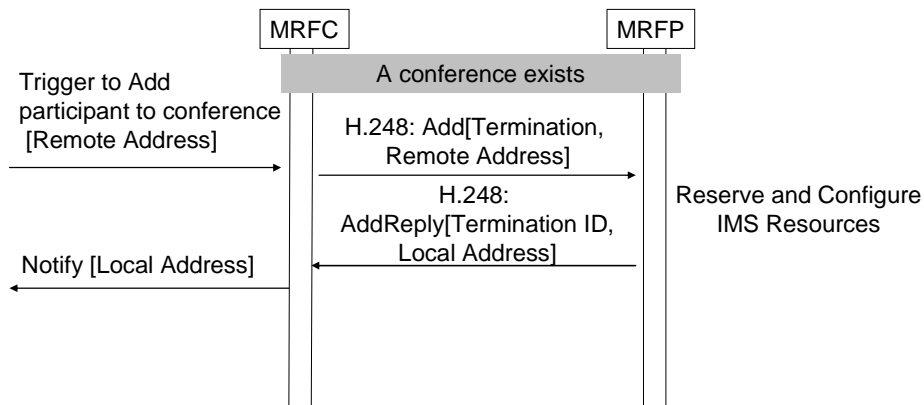 MRFC
MRFP
A conference exists
Trigger to Add
participant to conference
[Remote Address]
H.248: Add[Termination,
Remote Address]
H.248:
AddReply[Termination ID,
Local Address]
Reserve and Configure
IMS Resources
Notify [Local Address]